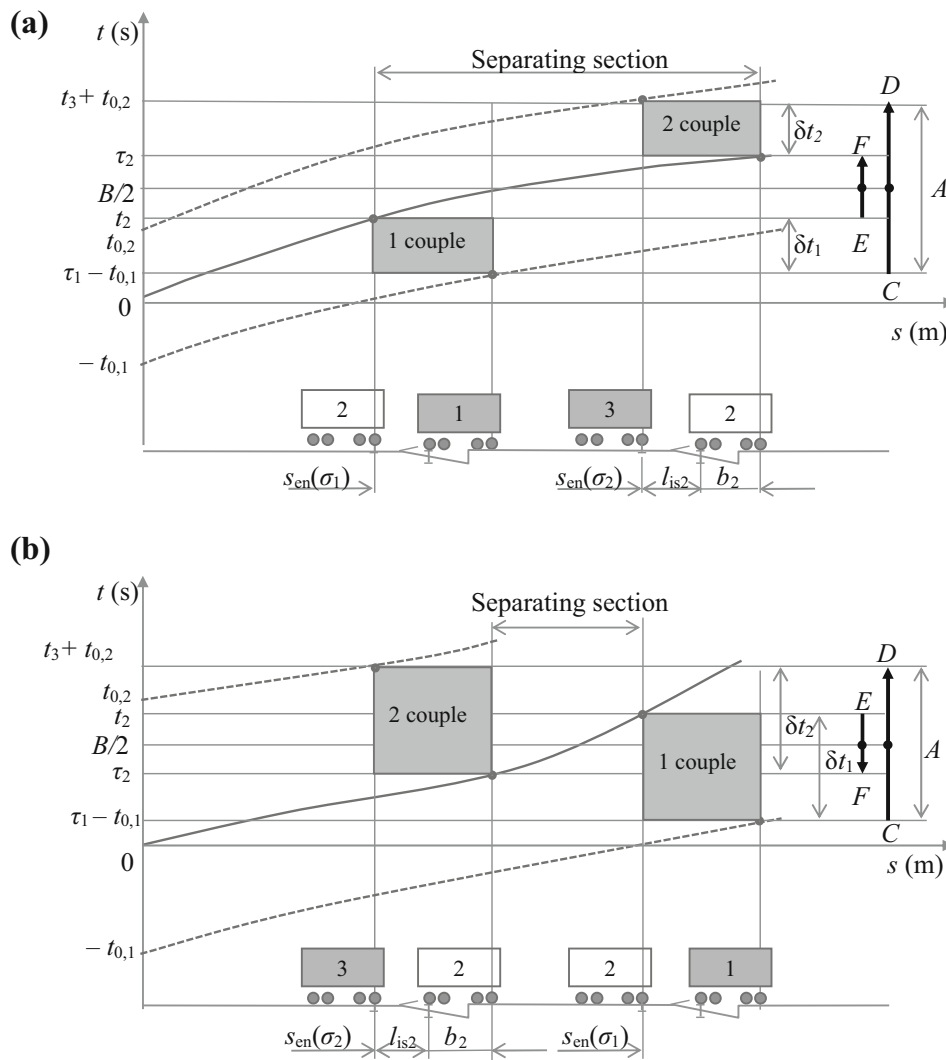 (a)
t (s)
Separating section
t₃ + t₀,₂
D
2 couple
δt₂
τ₂
F
A
B/2
t₂
t₀,₂
1 couple
E
δt₁
τ₁ − t₀,₁
C
0
s (m)
− t₀,₁
2 1 3 2
sₑₙ(σ₁) sₑₙ(σ₂) lᵢₛ₂ b₂
(b)
t (s)
Separating section
t₃ + t₀,₂
D
t₀,₂
t₂
E
2 couple
δt₂
B/2
A
1 couple
δt₁
τ₂
F
τ₁ − t₀,₁
C
0
s (m)
− t₀,₁
3 2 2 1
sₑₙ(σ₂) lᵢₛ₂ b₂ sₑₙ(σ₁)